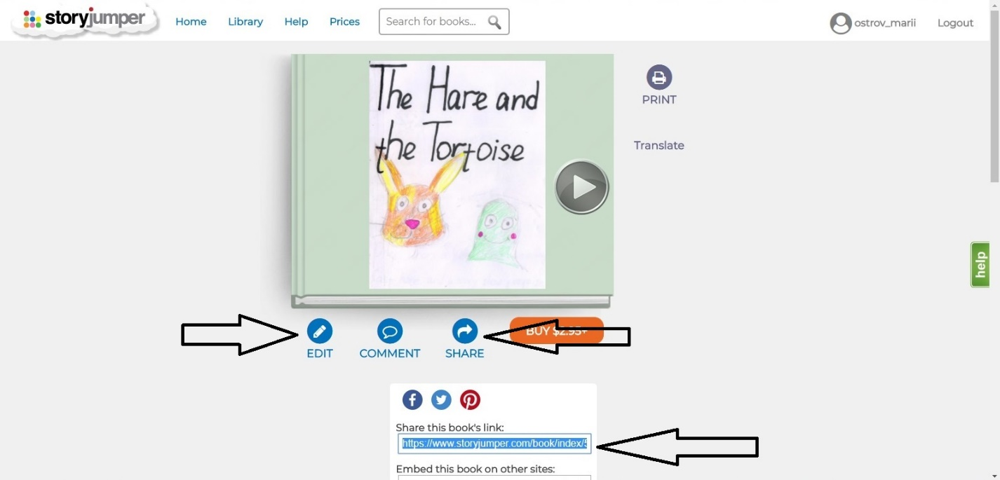 storyjumper Home Library Help Prices Search for books... ostrov_marii Logout
The Hare and
the Tortoise
PRINT
Translate
help
BUY $2.95+
EDIT COMMENT SHARE
Share this book's link:
https://www.storyjumper.com/book/index/5
Embed this book on other sites: